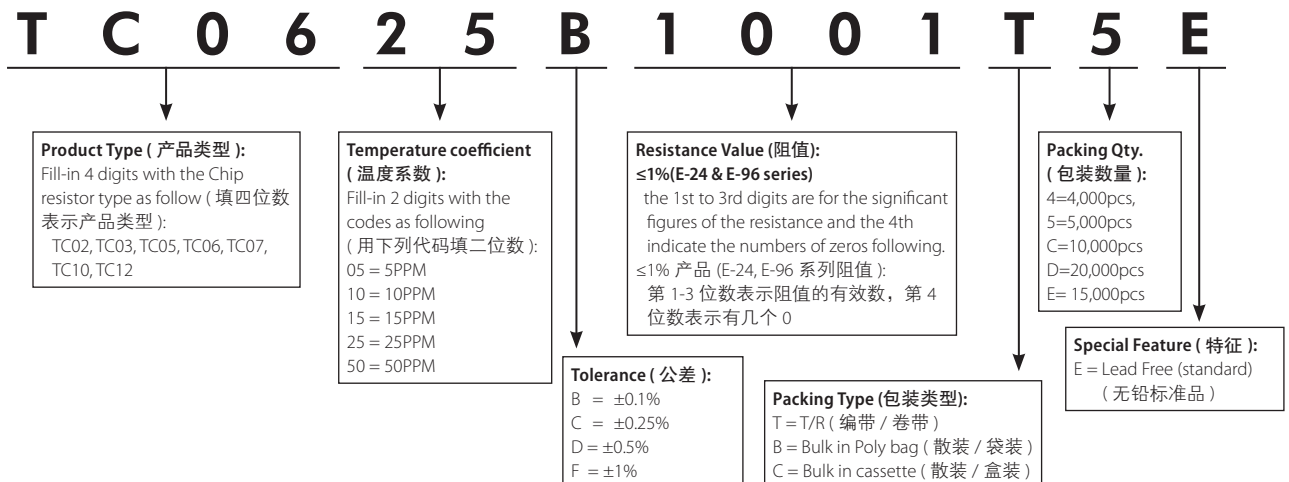 T C 0 6 2 5 B 1 0 0 1 T 5 E
Product Type ( 产品类型 ):
Fill-in 4 digits with the Chip
resistor type as follow ( 填四位数
表示产品类型 ):
TC02, TC03, TC05, TC06, TC07,
TC10, TC12
Temperature coefficient
( 温度系数 ):
Fill-in 2 digits with the
codes as following
( 用下列代码填二位数 ):
05 = 5PPM
10 = 10PPM
15 = 15PPM
25 = 25PPM
50 = 50PPM
Tolerance ( 公差 ):
B = ±0.1%
C = ±0.25%
D = ±0.5%
F = ±1%
Resistance Value (阻值):
≤1%(E-24 & E-96 series)
the 1st to 3rd digits are for the significant
figures of the resistance and the 4th
indicate the numbers of zeros following.
≤1% 产品 (E-24, E-96 系列阻值 ):
第 1-3 位数表示阻值的有效数，第 4
位数表示有几个 0
Packing Type (包装类型):
T = T/R ( 编带 / 卷带 )
B = Bulk in Poly bag ( 散装 / 袋装 )
C = Bulk in cassette ( 散装 / 盒装 )
Packing Qty.
( 包装数量 ):
4=4,000pcs,
5=5,000pcs
C=10,000pcs
D=20,000pcs
E= 15,000pcs
Special Feature ( 特征 ):
E = Lead Free (standard)
( 无铅标准品 )